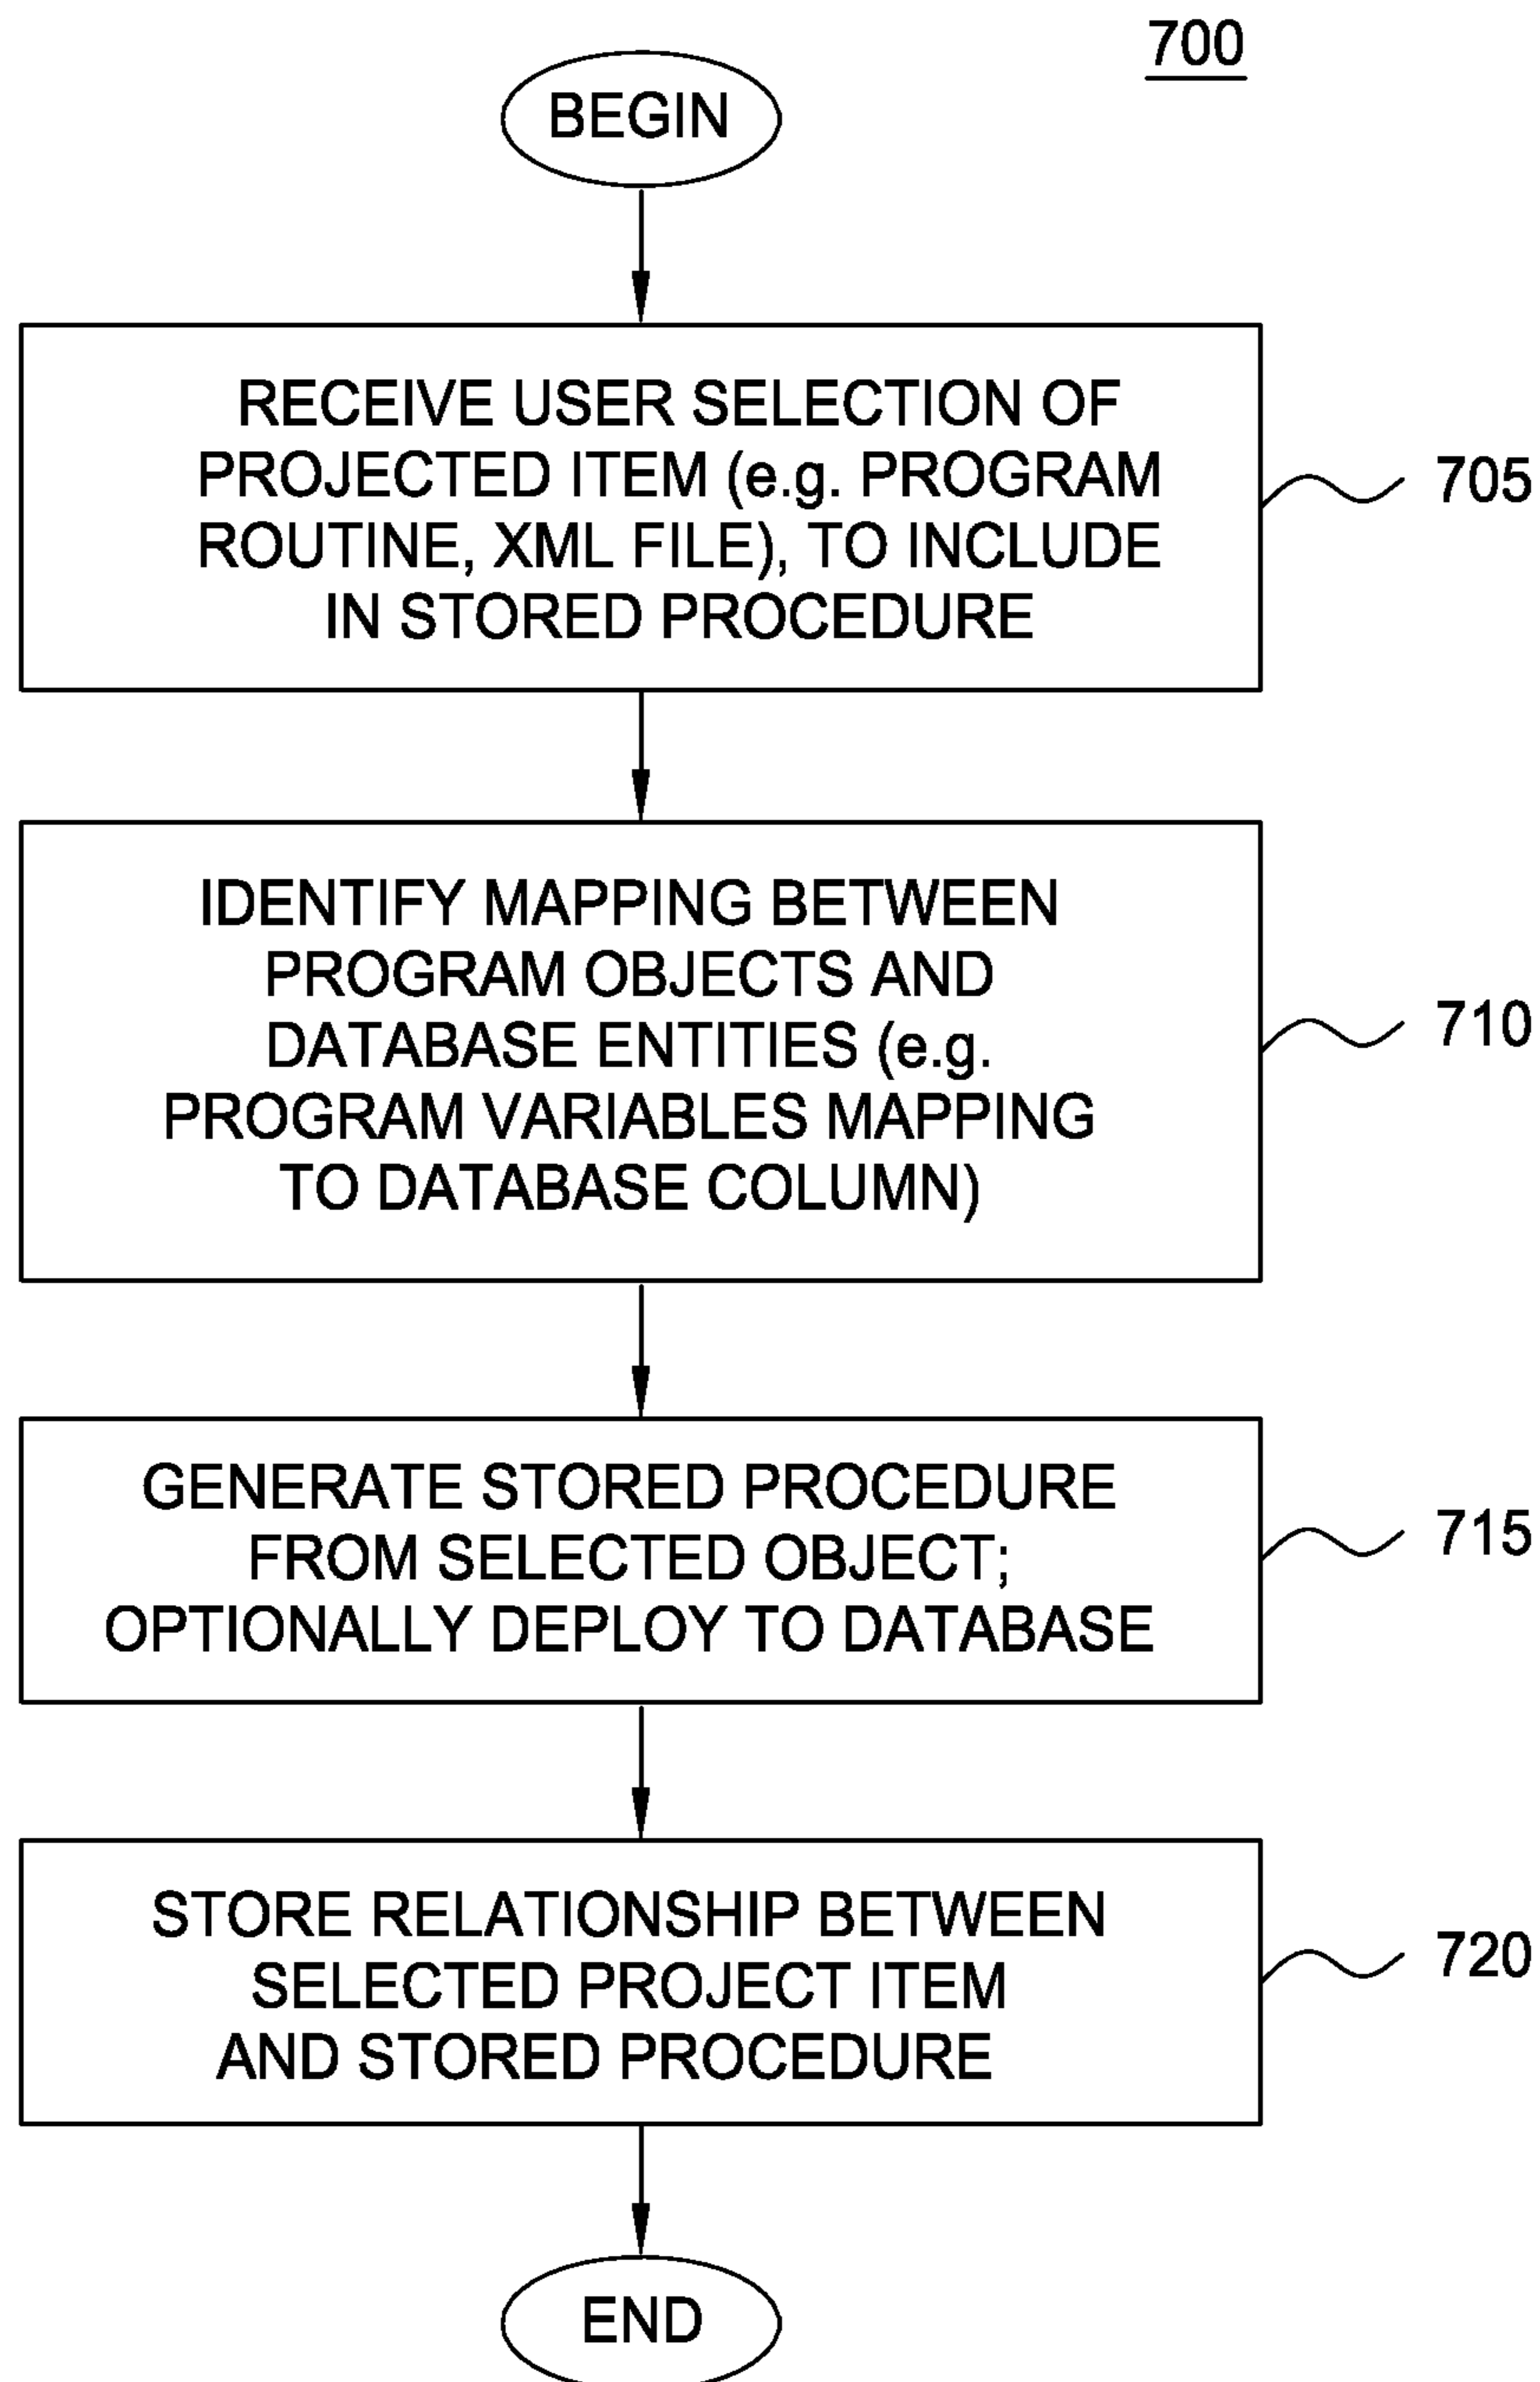 700
BEGIN
RECEIVE USER SELECTION OF
PROJECTED ITEM (e.g. PROGRAM
ROUTINE, XML FILE), TO INCLUDE
IN STORED PROCEDURE
705
IDENTIFY MAPPING BETWEEN
PROGRAM OBJECTS AND
DATABASE ENTITIES (e.g.
PROGRAM VARIABLES MAPPING
TO DATABASE COLUMN)
710
GENERATE STORED PROCEDURE
FROM SELECTED OBJECT;
OPTIONALLY DEPLOY TO DATABASE
715
STORE RELATIONSHIP BETWEEN
SELECTED PROJECT ITEM
AND STORED PROCEDURE
720
END